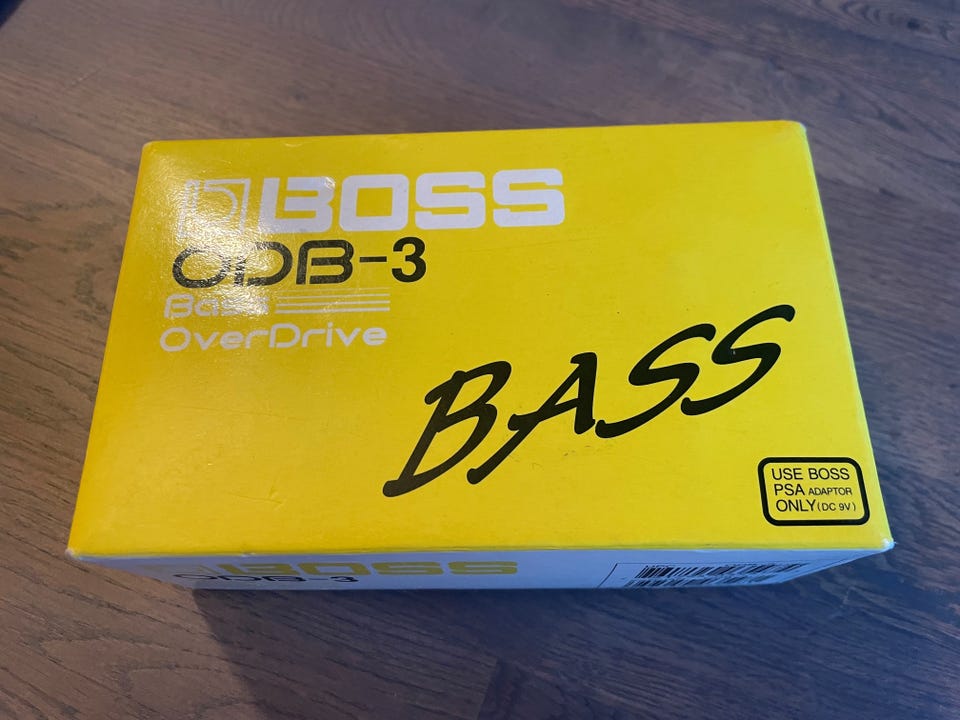 BOSS
ODB-3
Bass
OverDrive
BASS
USE BOSS
PSA ADAPTOR
ONLY (DC 9V)
BOSS
ODB-3